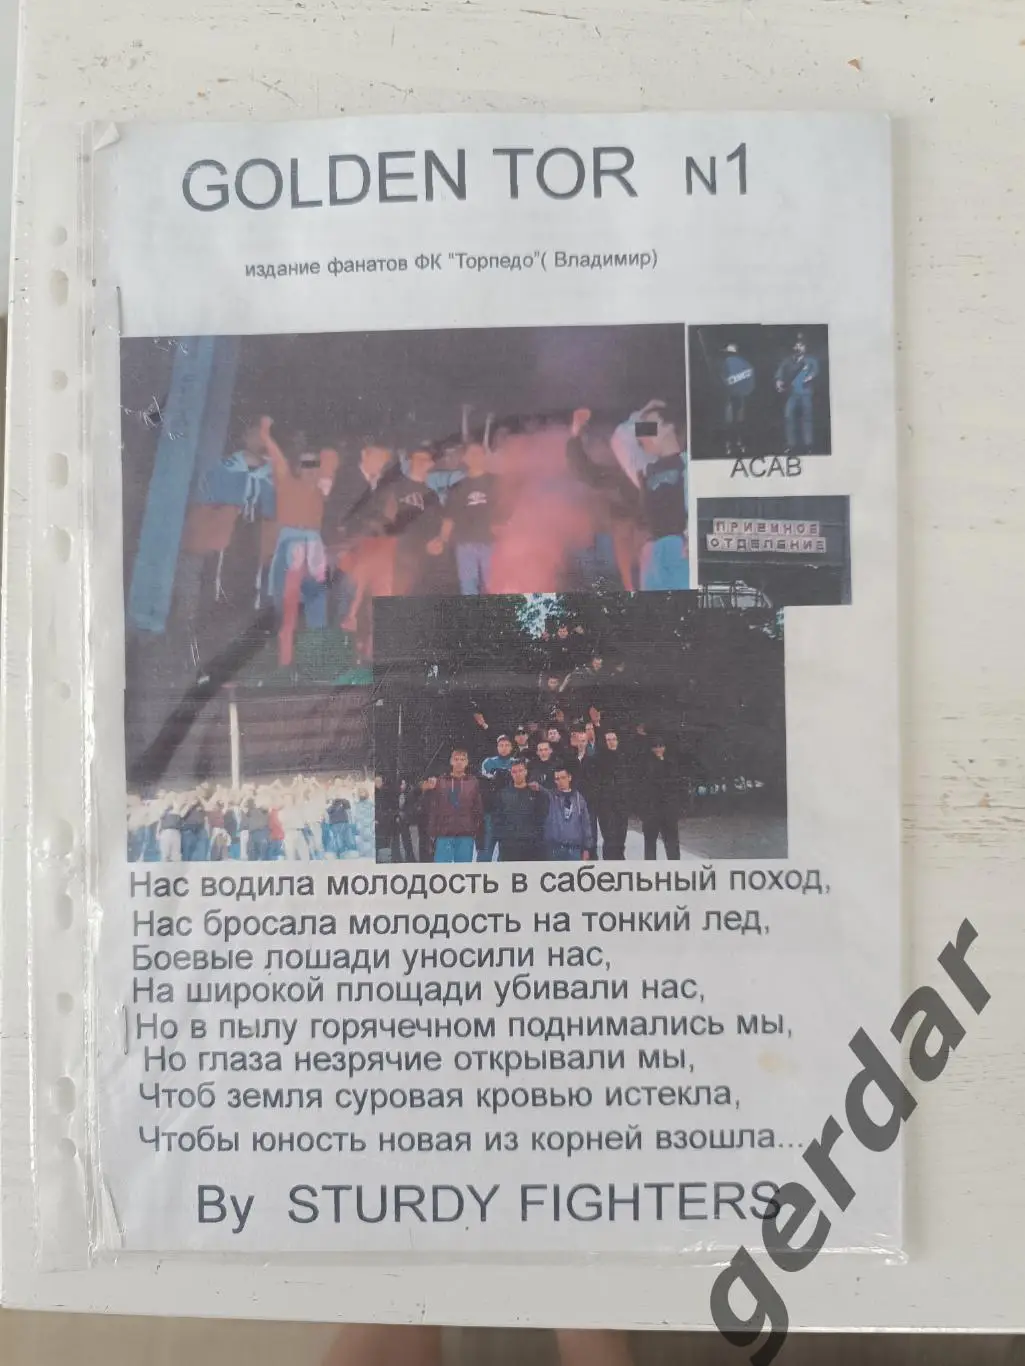 GOLDEN TOR N1
издание фанатов ФК "Торпедо"( Владимир)
АСАВ
ПРИЕМНОЕ
ОТДЕЛЕНИЕ
Нас водила молодость в сабельный поход,
Нас бросала молодость на тонкий лед,
Боевые лошади уносили нас,
На широкой площади убивали нас,
Но в пылу горячечном поднимались мы,
Но глаза незрячие открывали мы,
Чтоб земля суровая кровью истекла,
Чтобы юность новая из корней взошла...
By STURDY FIGHTERS
gerdar